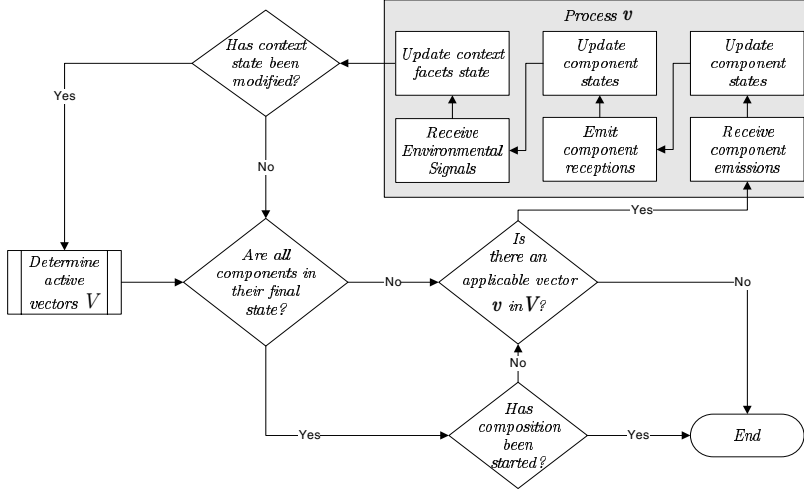 Process v
Has context
state been
modified?
Update context
facets state
Update
component
states
Update
component
states
Yes
Receive
Environmental
Signals
Emit
component
receptions
Receive
component
emissions
No
Yes
Determine
active
vectors V
Are all
components in
their final
state?
No
Is
there an
applicable vector
v in V?
No
No
Yes
Has
composition
been
started?
Yes
End